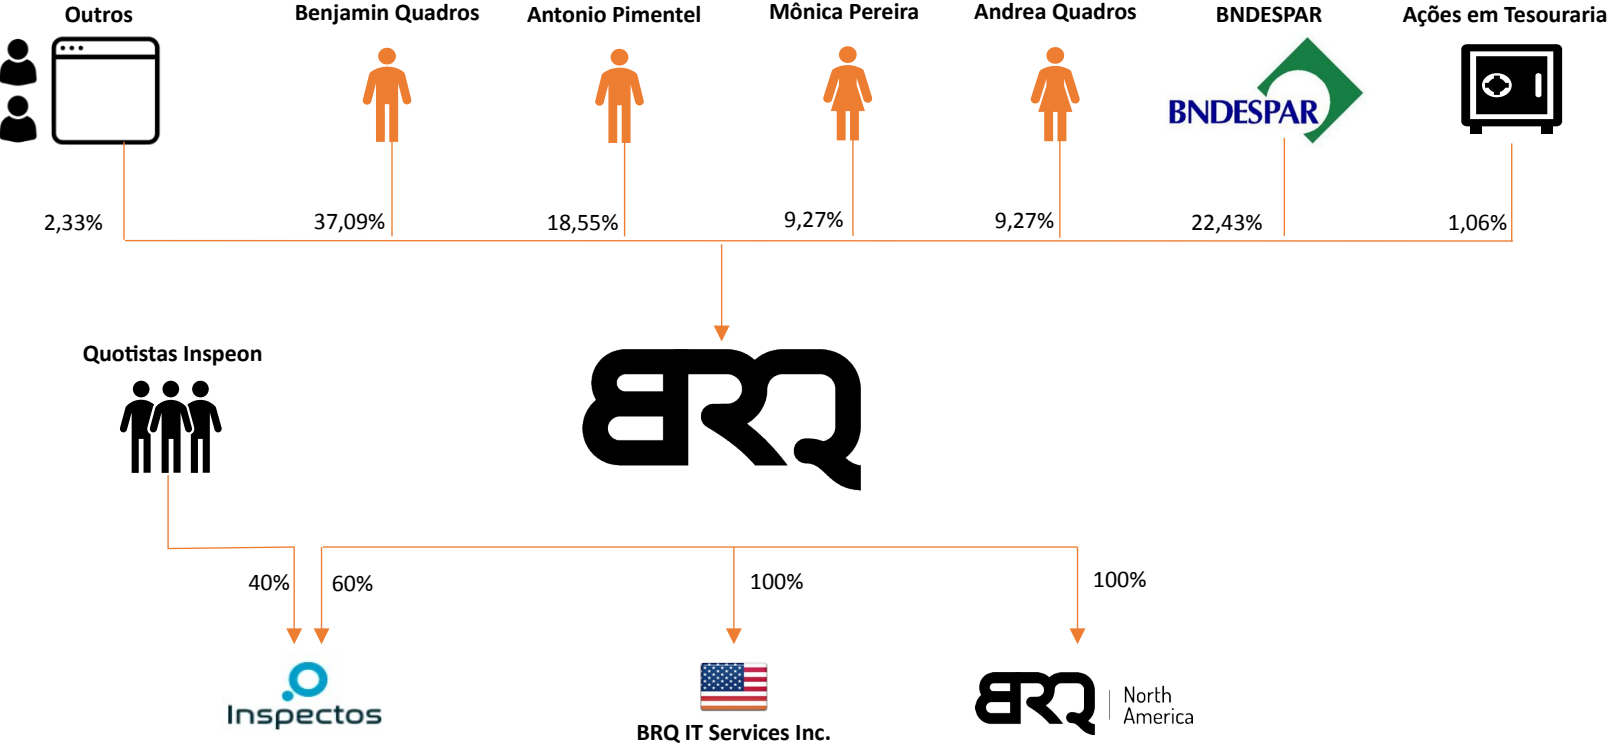 Outros
Benjamin Quadros
Antonio Pimentel
Mônica Pereira
Andrea Quadros
BNDESPAR
Ações em Tesouraria
BNDESPAR
2,33%
37,09%
18,55%
9,27%
9,27%
22,43%
1,06%
Quotistas Inspeon
BRQ
40%
60%
100%
100%
Inspectos
BRQ IT Services Inc.
BRQ
North
America